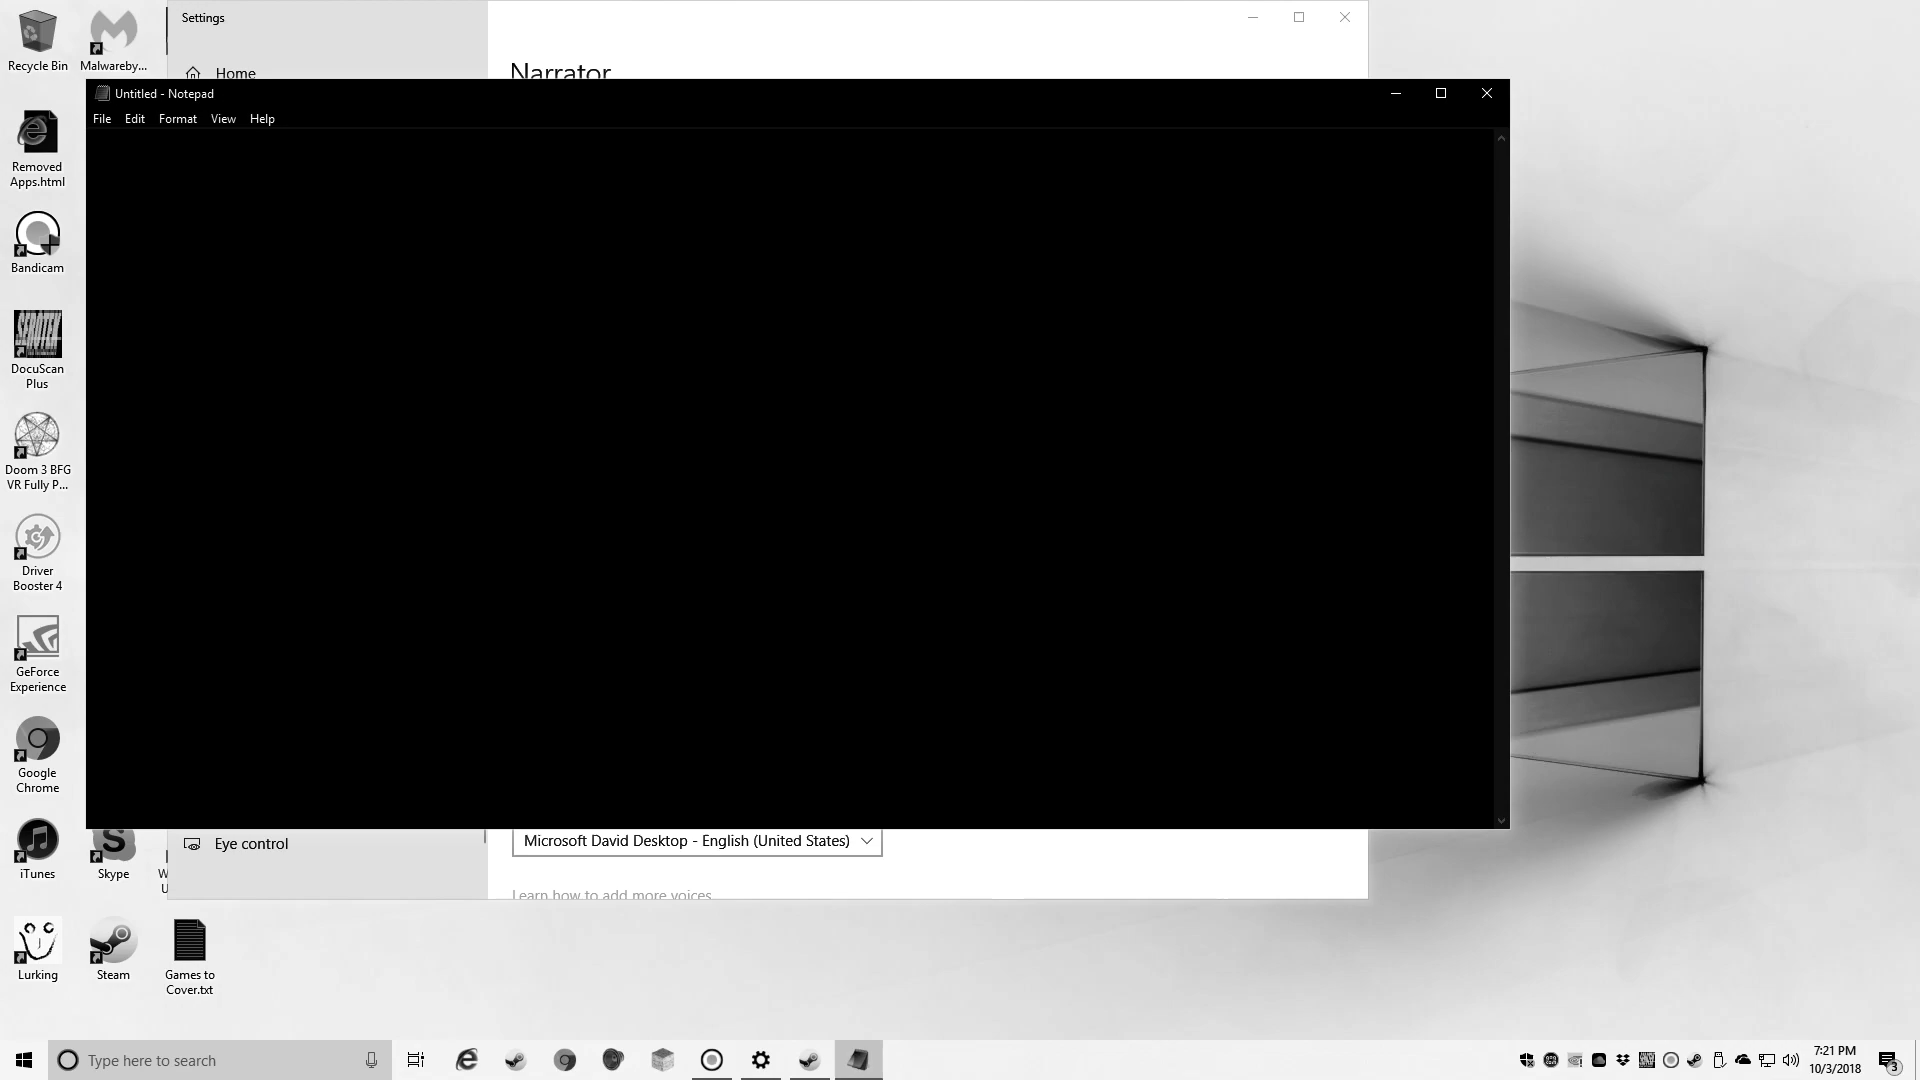 Settings
Home
Narrator
Untitled - Notepad
File Edit Format View Help
Recycle Bin
Malwareby...
Removed
Apps.html
Bandicam
SEROTEK
DocuScan
Plus
Doom 3 BFG
VR Fully P...
Driver
Booster 4
GeForce
Experience
Google
Chrome
iTunes
Skype
W
U
Lurking
Steam
Games to
Cover.txt
Eye control
Microsoft David Desktop - English (United States)
Learn how to add more voices
Type here to search
7:21 PM
10/3/2018
3